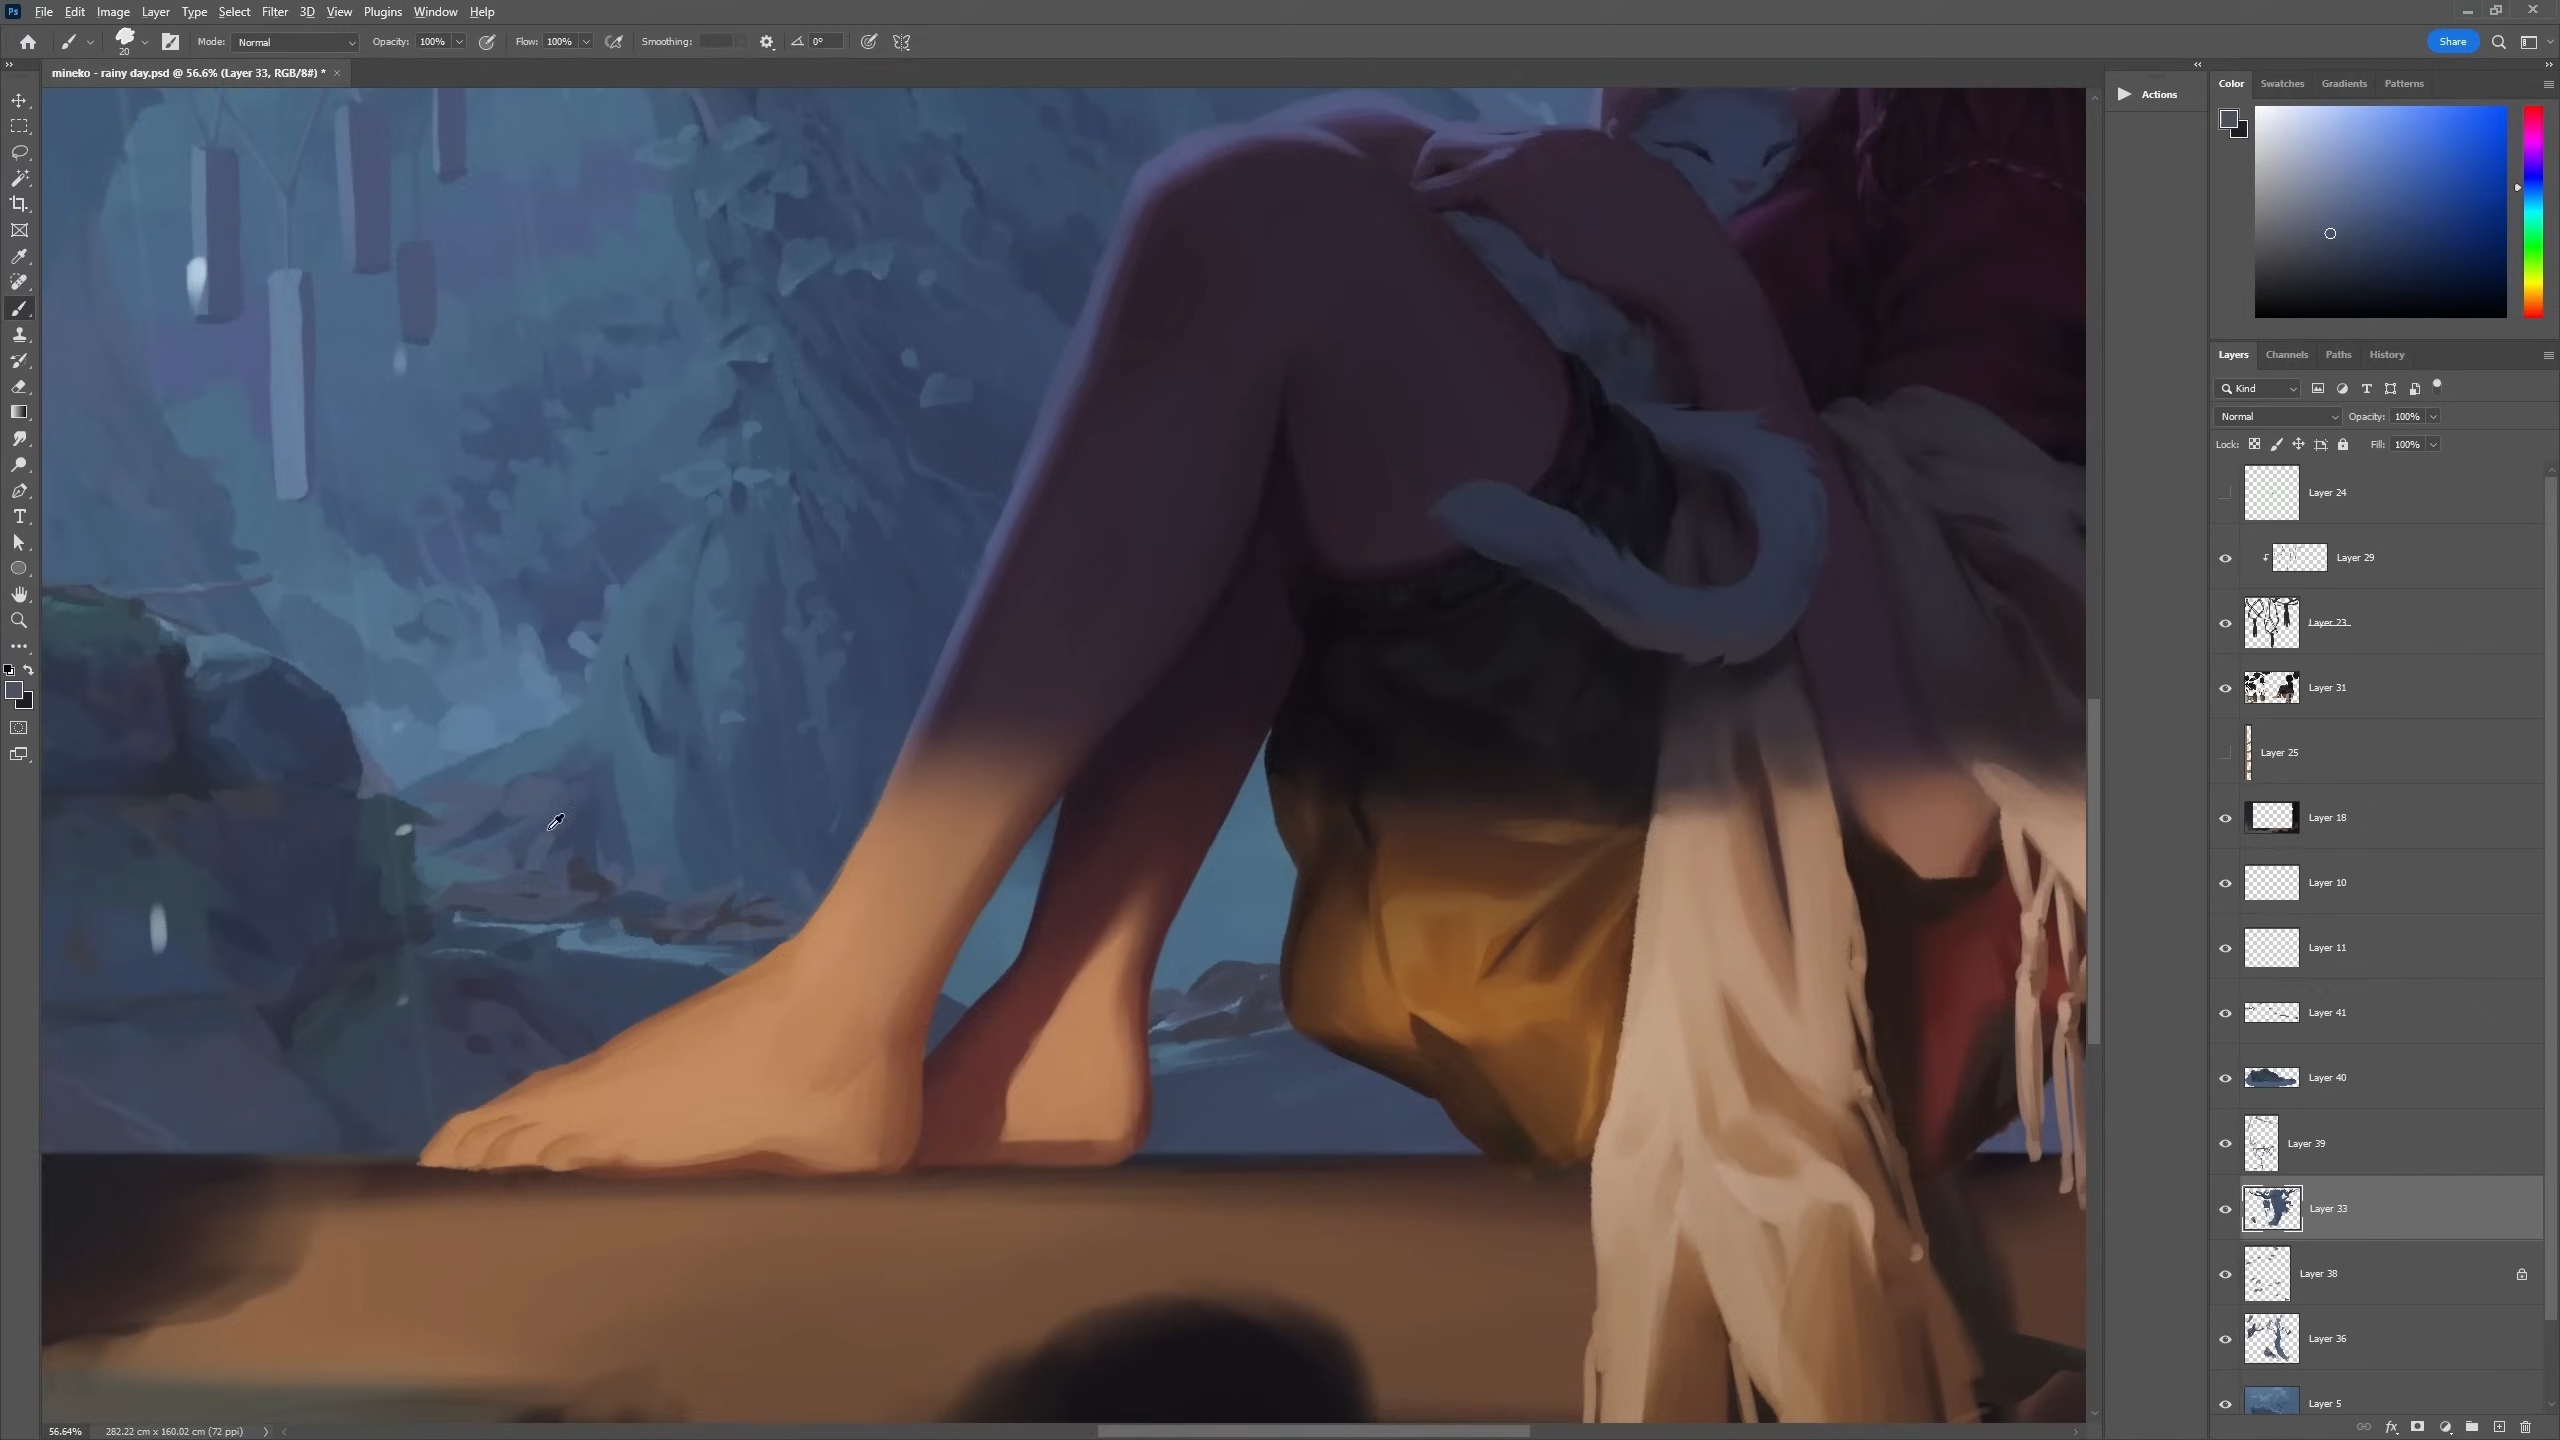 Ps File Edit Image Layer Type Select Filter 3D View Plugins Window Help
20 Mode: Normal Opacity: 100% Flow: 100% Smoothing: 0° Share
mineko - rainy day.psd @ 56.6% (Layer 33, RGB/8#) * ×
Actions
Color Swatches Gradients Patterns
Layers Channels Paths History
Kind
Normal Opacity: 100%
Lock: Fill: 100%
Layer 24
Layer 29
Layer 23
Layer 31
Layer 25
Layer 18
Layer 10
Layer 11
Layer 41
Layer 40
Layer 39
Layer 33
Layer 38
Layer 36
Layer 5
fx
56.64% 282.22 cm x 160.02 cm (72 ppi)